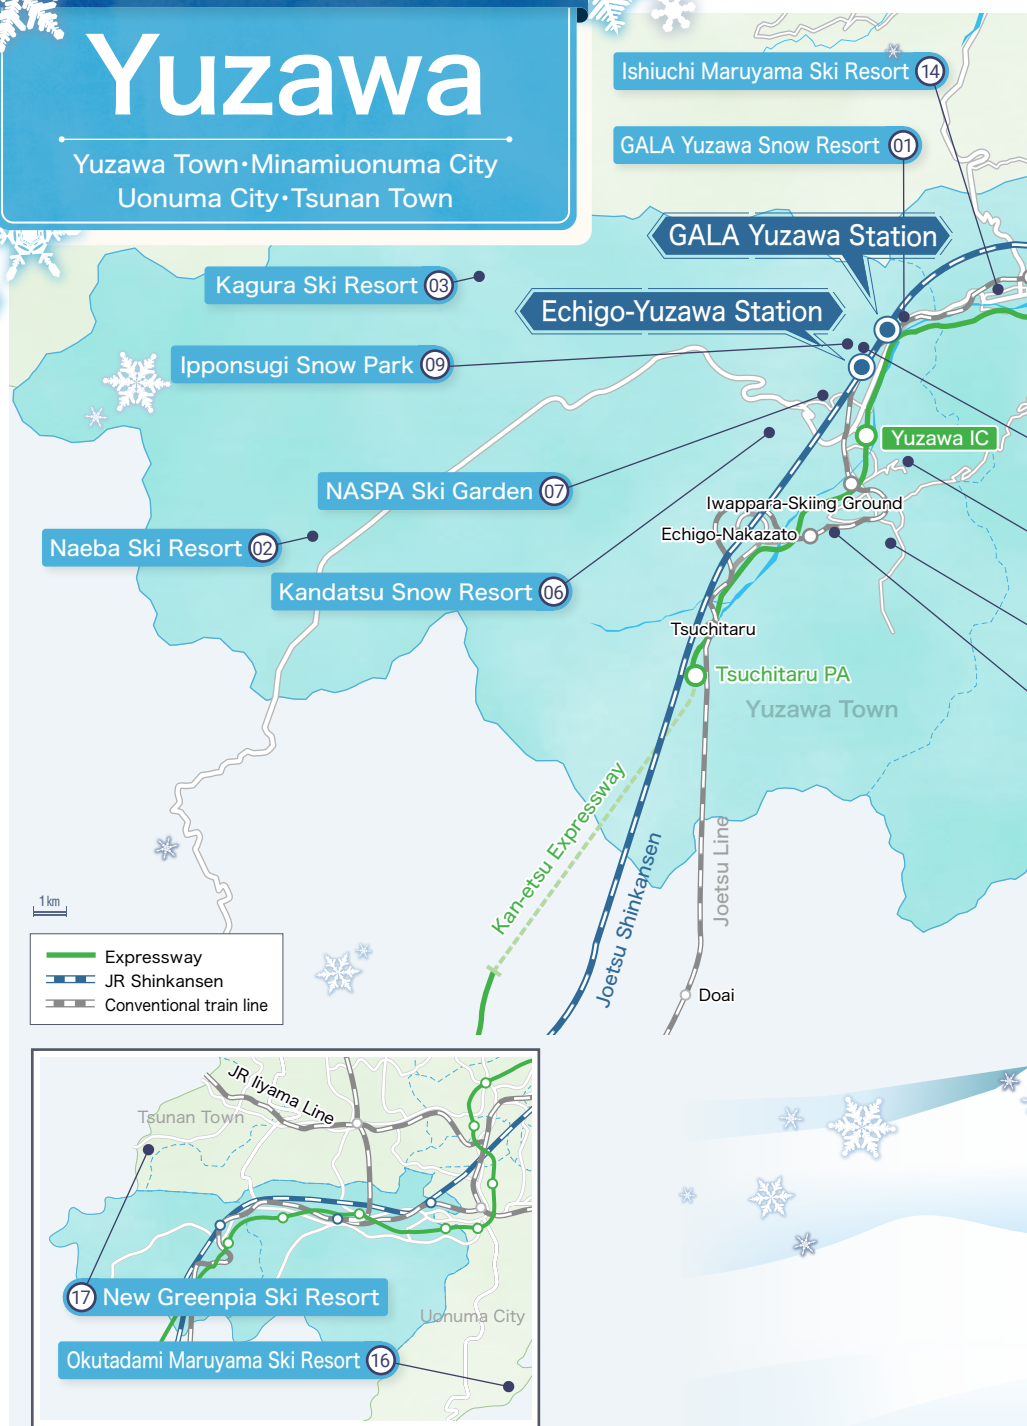 Yuzawa
Yuzawa Town・Minamiuonuma City
Uonuma City・Tsunan Town
Ishiuchi Maruyama Ski Resort 14
GALA Yuzawa Snow Resort 01
GALA Yuzawa Station
Kagura Ski Resort 03
Echigo-Yuzawa Station
Ipponsugi Snow Park 09
Yuzawa IC
NASPA Ski Garden 07
Iwappara-Skiing Ground
Echigo-Nakazato
Naeba Ski Resort 02
Kandatsu Snow Resort 06
Tsuchitaru
Tsuchitaru PA
Yuzawa Town
Kan-etsu Expressway
Joetsu Shinkansen
Joetsu Line
Doai
1km
Expressway
JR Shinkansen
Conventional train line
JR Iiyama Line
Tsunan Town
17 New Greenpia Ski Resort
Uonuma City
Okutadami Maruyama Ski Resort 16